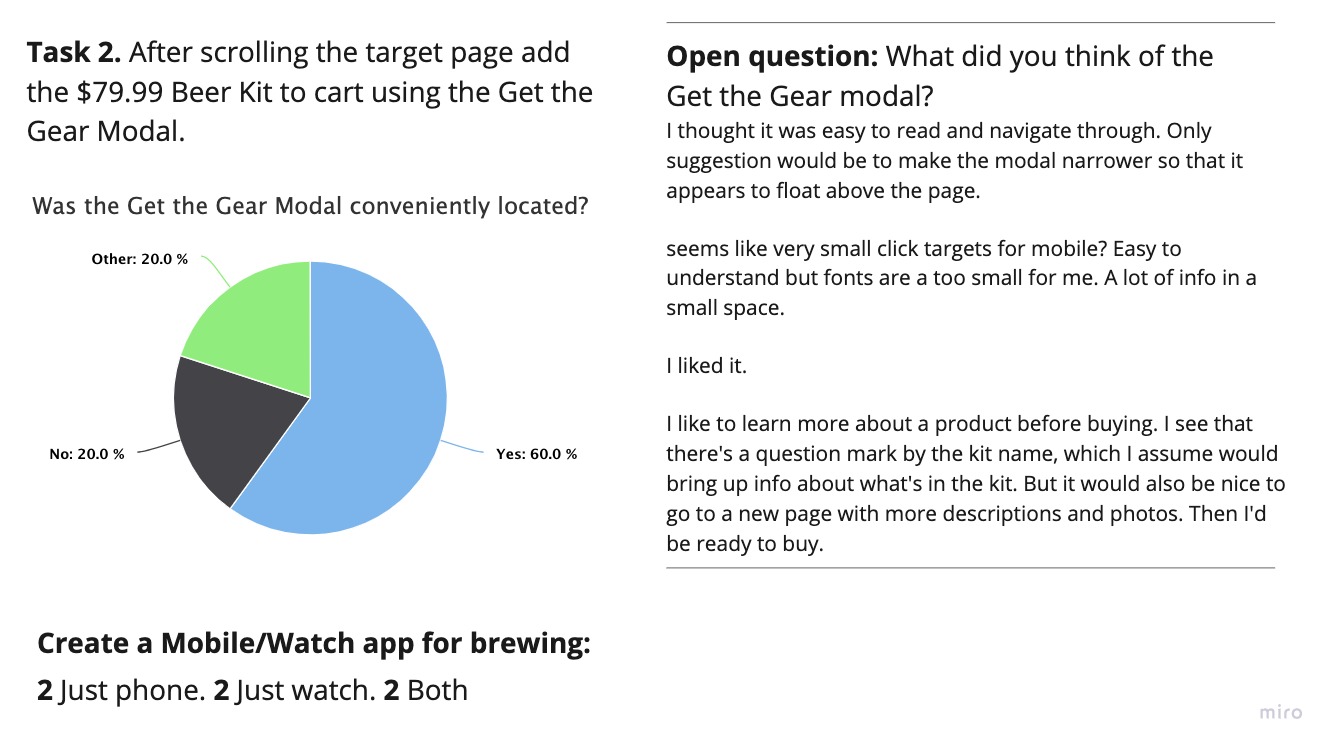 Task 2. After scrolling the target page add
the $79.99 Beer Kit to cart using the Get the
Gear Modal.
Was the Get the Gear Modal conveniently located?
Other: 20.0 %
No: 20.0 %
Yes: 60.0 %
Create a Mobile/Watch app for brewing:
2 Just phone. 2 Just watch. 2 Both
Open question: What did you think of the
Get the Gear modal?
I thought it was easy to read and navigate through. Only
suggestion would be to make the modal narrower so that it
appears to float above the page.
seems like very small click targets for mobile? Easy to
understand but fonts are a too small for me. A lot of info in a
small space.
I liked it.
I like to learn more about a product before buying. I see that
there's a question mark by the kit name, which I assume would
bring up info about what's in the kit. But it would also be nice to
go to a new page with more descriptions and photos. Then I'd
be ready to buy.
miro